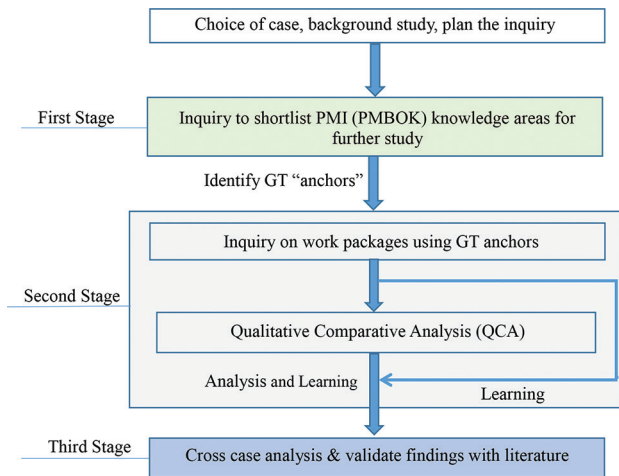 Choice of case, background study, plan the inquiry
First Stage
Inquiry to shortlist PMI (PMBOK) knowledge areas for
further study
Identify GT “anchors”
Inquiry on work packages using GT anchors
Second Stage
Qualitative Comparative Analysis (QCA)
Analysis and Learning
Learning
Third Stage
Cross case analysis & validate findings with literature